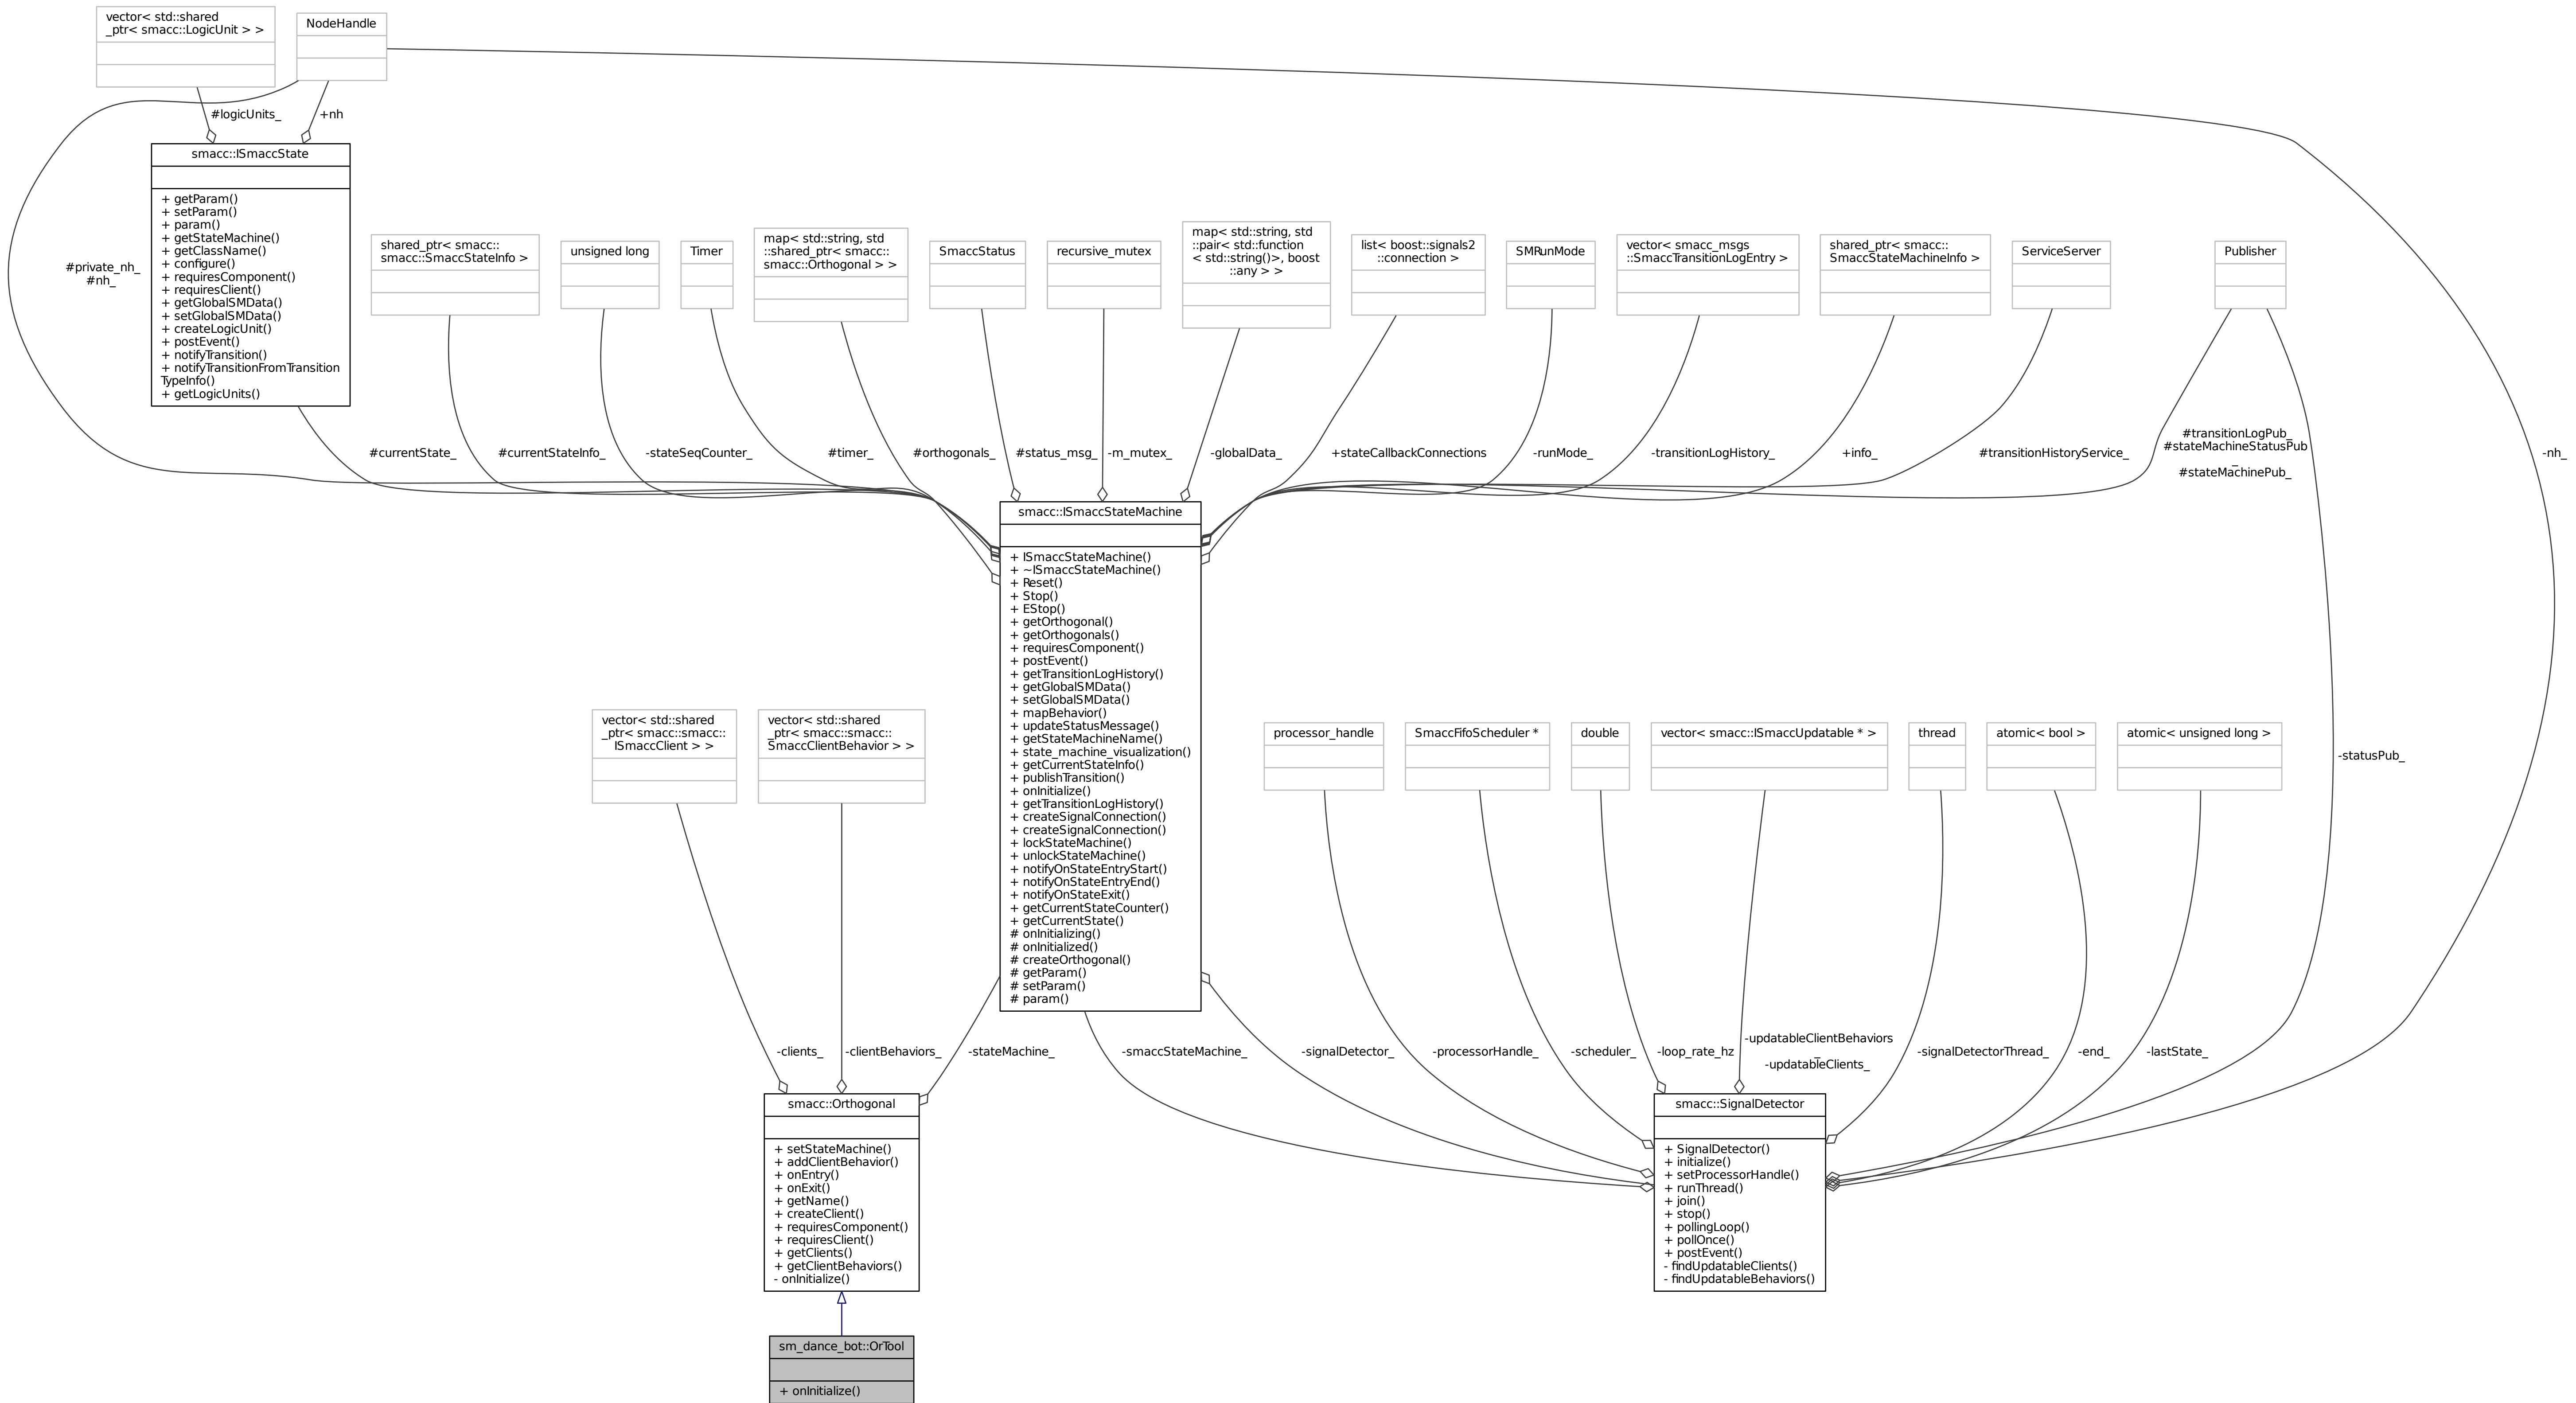 vector< std::shared
_ptr< smacc::LogicUnit > >
NodeHandle
#logicUnits_
+nh
smacc::ISmaccState
+ getParam()
+ setParam()
+ param()
+ getStateMachine()
+ getClassName()
+ configure()
+ requiresComponent()
+ requiresClient()
+ getGlobalSMData()
+ setGlobalSMData()
+ createLogicUnit()
+ postEvent()
+ notifyTransition()
+ notifyTransitionFromTransition
TypeInfo()
+ getLogicUnits()
#private_nh_
#nh_
shared_ptr< smacc::
smacc::SmaccStateInfo >
unsigned long
Timer
map< std::string, std
::shared_ptr< smacc::
smacc::Orthogonal > >
SmaccStatus
recursive_mutex
map< std::string, std
::pair< std::function
< std::string()>, boost
::any > >
list< boost::signals2
::connection >
SMRunMode
vector< smacc_msgs
::SmaccTransitionLogEntry >
shared_ptr< smacc::
SmaccStateMachineInfo >
ServiceServer
Publisher
#currentState_
#currentStateInfo_
-stateSeqCounter_
#timer_
#orthogonals_
#status_msg_
-m_mutex_
-globalData_
+stateCallbackConnections
-runMode_
-transitionLogHistory_
+info_
#transitionHistoryService_
#transitionLogPub_
#stateMachineStatusPub
_
#stateMachinePub_
-nh_
smacc::ISmaccStateMachine
+ ISmaccStateMachine()
+ ~ISmaccStateMachine()
+ Reset()
+ Stop()
+ EStop()
+ getOrthogonal()
+ getOrthogonals()
+ requiresComponent()
+ postEvent()
+ getTransitionLogHistory()
+ getGlobalSMData()
+ setGlobalSMData()
+ mapBehavior()
+ updateStatusMessage()
+ getStateMachineName()
+ state_machine_visualization()
+ getCurrentStateInfo()
+ publishTransition()
+ onInitialize()
+ getTransitionLogHistory()
+ createSignalConnection()
+ createSignalConnection()
+ lockStateMachine()
+ unlockStateMachine()
+ notifyOnStateEntryStart()
+ notifyOnStateEntryEnd()
+ notifyOnStateExit()
+ getCurrentStateCounter()
+ getCurrentState()
# onInitializing()
# onInitialized()
# createOrthogonal()
# getParam()
# setParam()
# param()
vector< std::shared
_ptr< smacc::smacc::
ISmaccClient > >
vector< std::shared
_ptr< smacc::smacc::
SmaccClientBehavior > >
processor_handle
SmaccFifoScheduler *
double
vector< smacc::ISmaccUpdatable * >
thread
atomic< bool >
atomic< unsigned long >
-statusPub_
-clients_
-clientBehaviors_
-stateMachine_
-smaccStateMachine_
-signalDetector_
-processorHandle_
-scheduler_
-loop_rate_hz
-updatableClientBehaviors
_
-updatableClients_
-signalDetectorThread_
-end_
-lastState_
smacc::Orthogonal
+ setStateMachine()
+ addClientBehavior()
+ onEntry()
+ onExit()
+ getName()
+ createClient()
+ requiresComponent()
+ requiresClient()
+ getClients()
+ getClientBehaviors()
- onInitialize()
smacc::SignalDetector
+ SignalDetector()
+ initialize()
+ setProcessorHandle()
+ runThread()
+ join()
+ stop()
+ pollingLoop()
+ pollOnce()
+ postEvent()
- findUpdatableClients()
- findUpdatableBehaviors()
sm_dance_bot::OrTool
+ onInitialize()